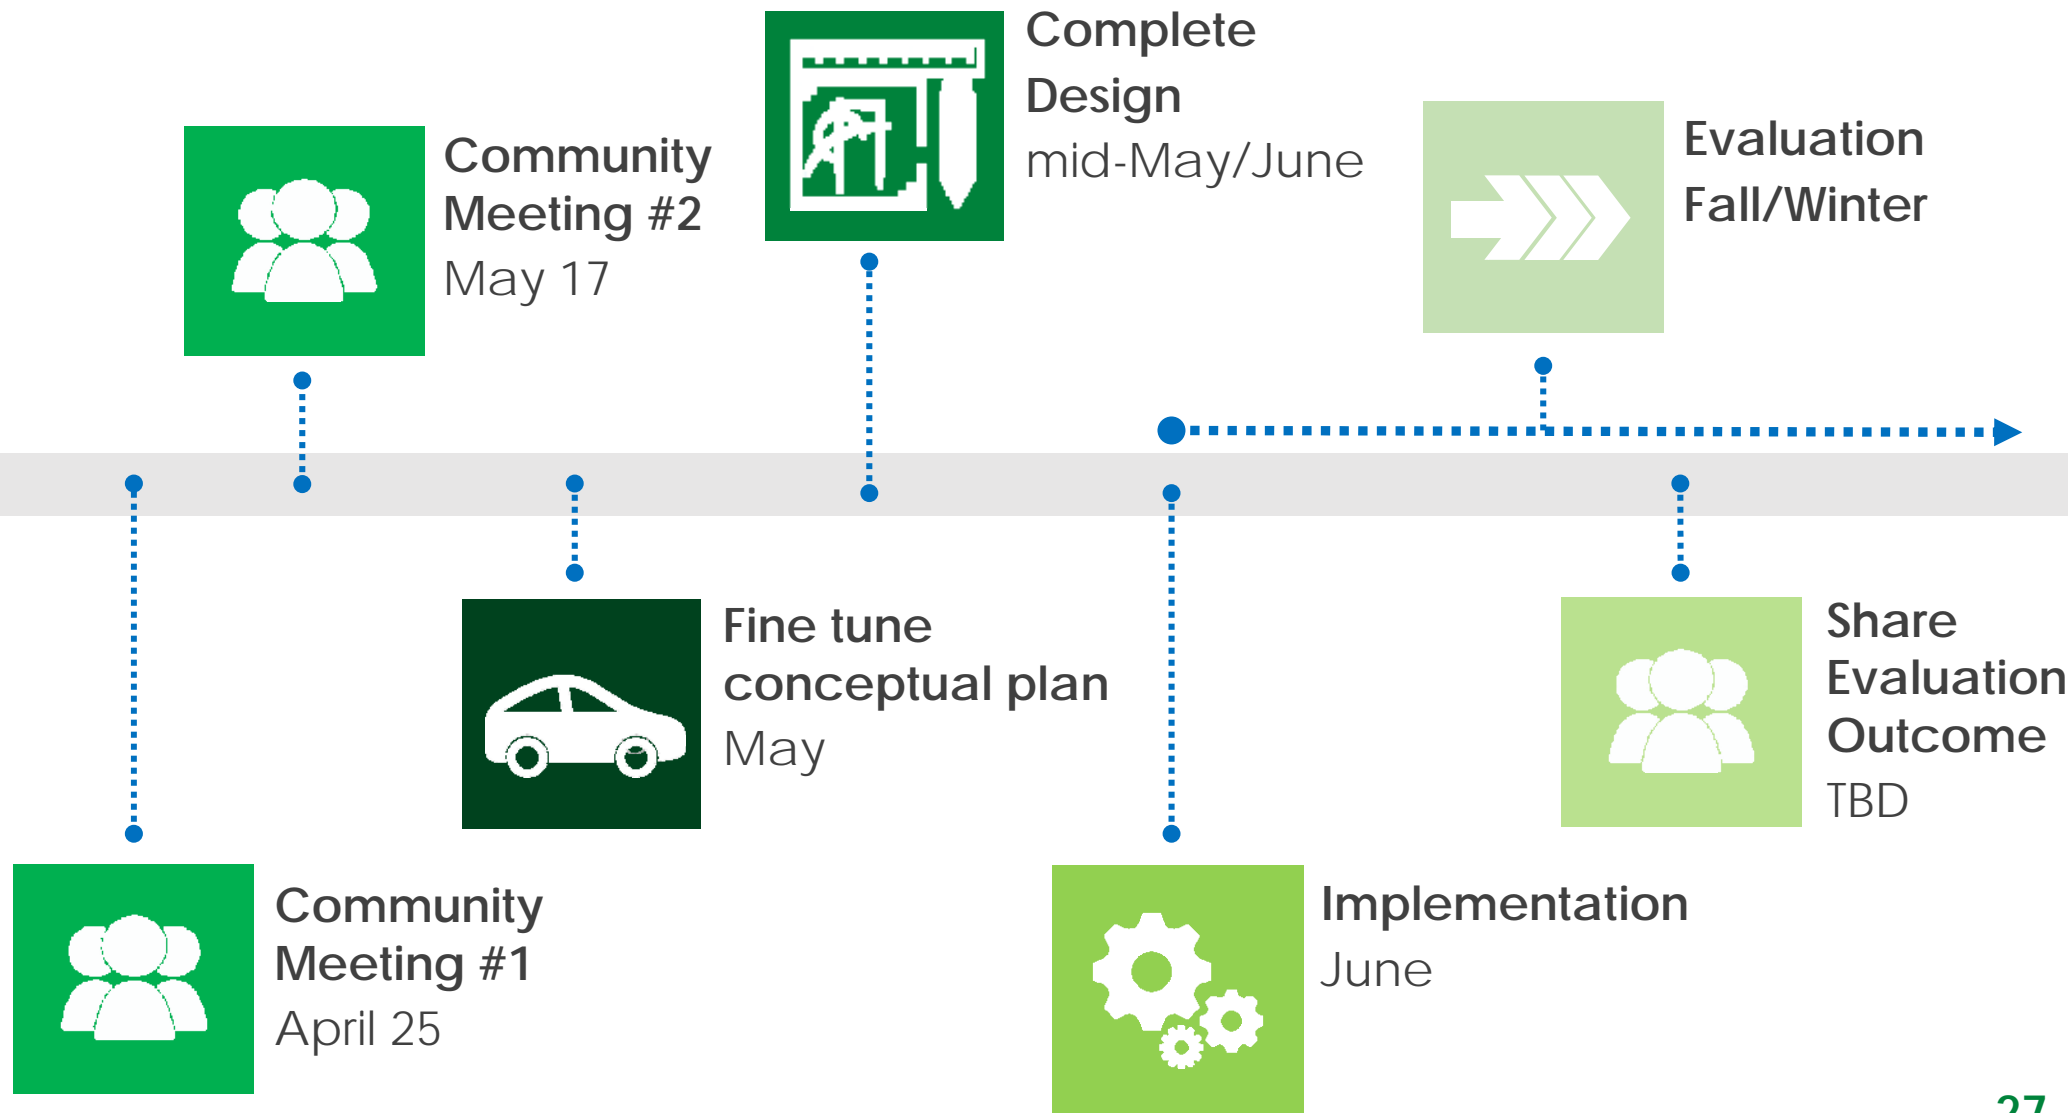 Complete
Design
mid-May/June
Community
Meeting #2
May 17
Evaluation
Fall/Winter
Fine tune
conceptual plan
May
Share
Evaluation
Outcome
TBD
Community
Meeting #1
April 25
Implementation
June
27